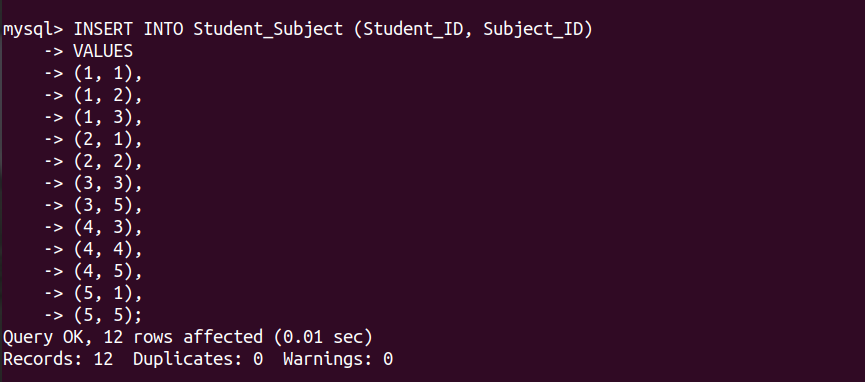 mysql> INSERT INTO Student_Subject (Student_ID, Subject_ID)
    -> VALUES
    -> (1, 1),
    -> (1, 2),
    -> (1, 3),
    -> (2, 1),
    -> (2, 2),
    -> (3, 3),
    -> (3, 5),
    -> (4, 3),
    -> (4, 4),
    -> (4, 5),
    -> (5, 1),
    -> (5, 5);
Query OK, 12 rows affected (0.01 sec)
Records: 12  Duplicates: 0  Warnings: 0